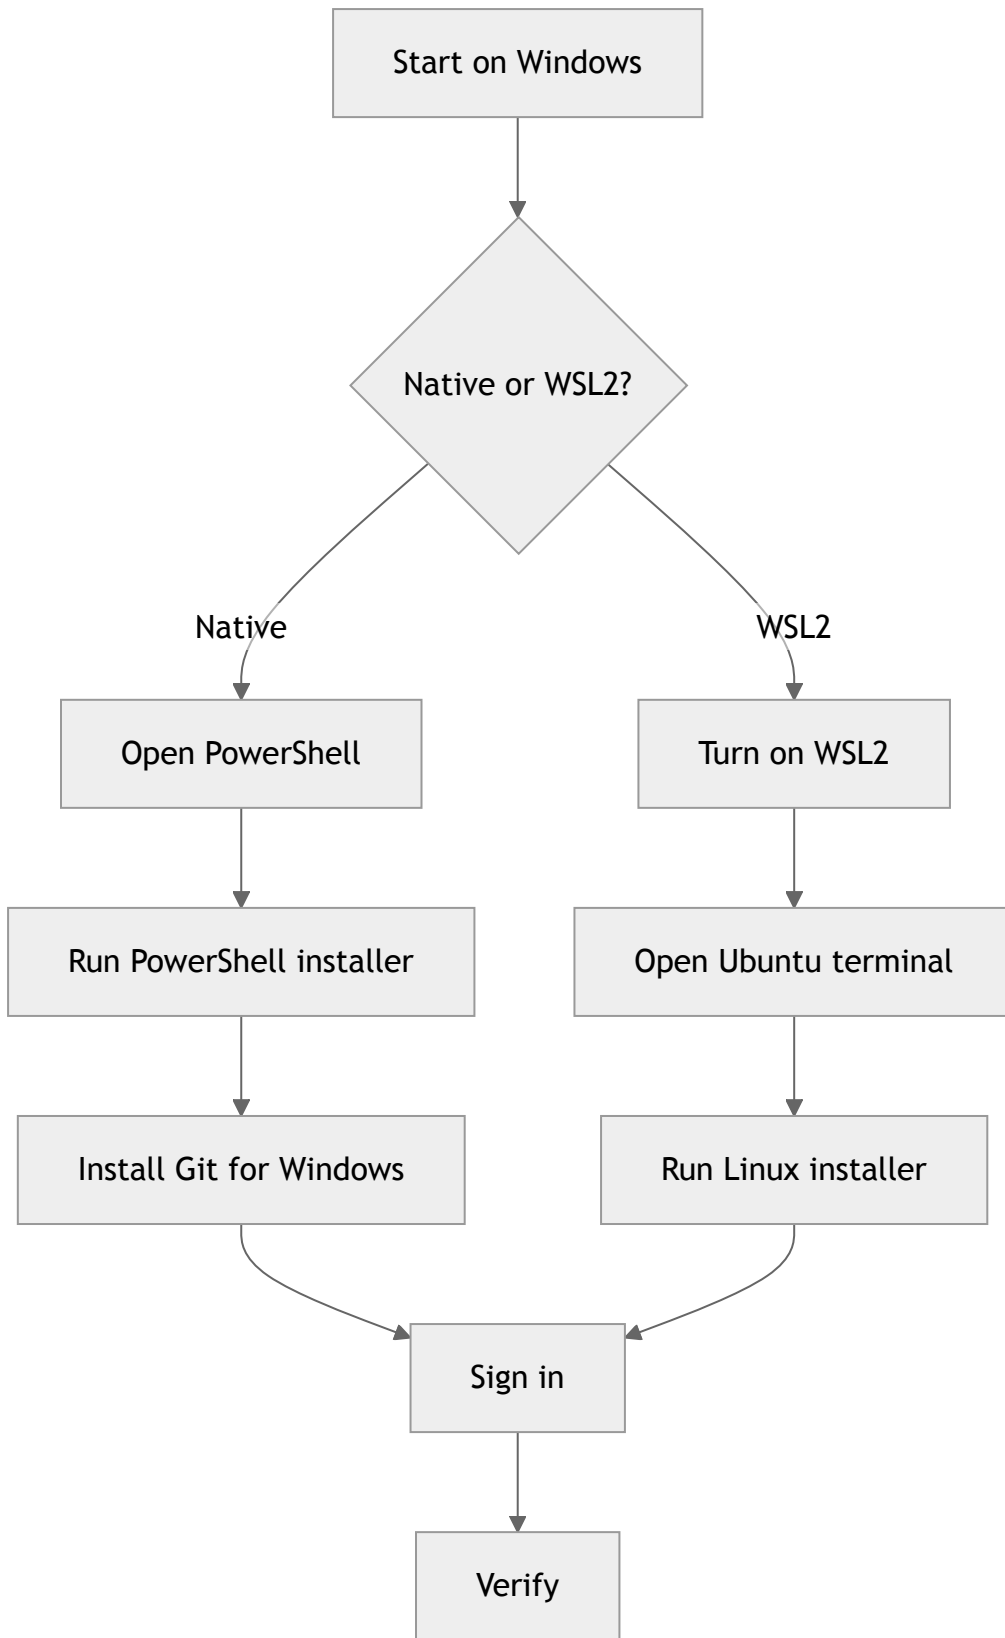 Start on Windows
Native or WSL2?
Native
WSL2
Open PowerShell
Turn on WSL2
Run PowerShell installer
Open Ubuntu terminal
Install Git for Windows
Run Linux installer
Sign in
Verify